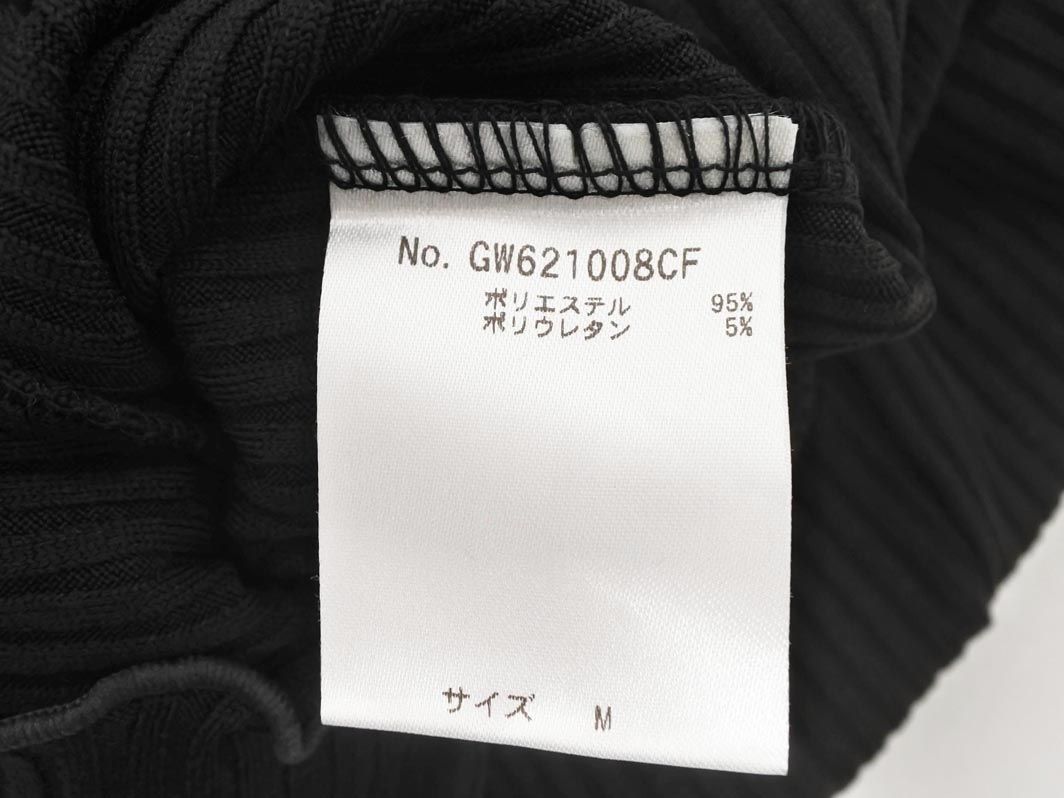 No. GW621008CF
ポリエステル 95%
ポリウレタン 5%
サイズ M